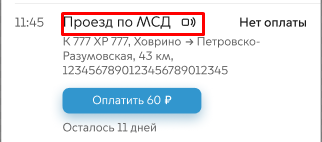 11:45 Проезд по МСД Нет оплаты
К 777 ХР 777, Ховрино → Петровско-
Разумовская, 43 км,
1234567890123456789012345
Оплатить 60 ₽
Осталось 11 дней